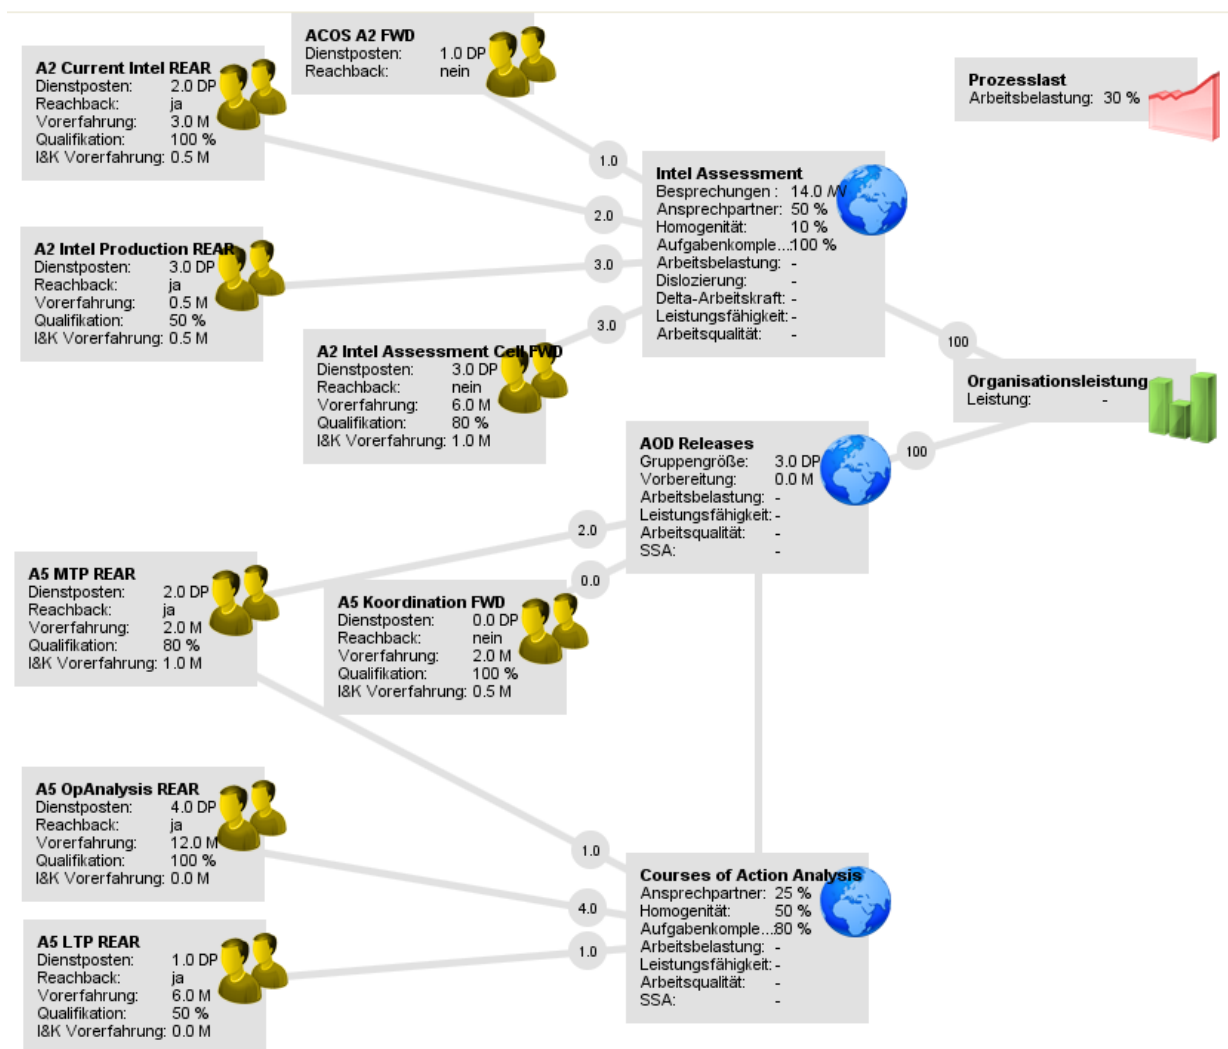 ACOS A2 FWD
Dienstposten: 1.0 DP
Reachback: nein
A2 Current Intel REAR
Dienstposten: 2.0 DP
Reachback: ja
Vorerfahrung: 3.0 M
Qualifikation: 100 %
I&K Vorerfahrung: 0.5 M
Prozesslast
Arbeitsbelastung: 30 %
1.0
2.0
3.0
3.0
Intel Assessment
Besprechungen : 14.0 /W
Ansprechpartner: 50 %
Homogenität: 10 %
Aufgabenkomple...100 %
Arbeitsbelastung: -
Dislozierung: -
Delta-Arbeitskraft: -
Leistungsfähigkeit: -
Arbeitsqualität: -
A2 Intel Production REAR
Dienstposten: 3.0 DP
Reachback: ja
Vorerfahrung: 0.5 M
Qualifikation: 50 %
I&K Vorerfahrung: 0.5 M
A2 Intel Assessment Cell FWD
Dienstposten: 3.0 DP
Reachback: nein
Vorerfahrung: 6.0 M
Qualifikation: 80 %
I&K Vorerfahrung: 1.0 M
100
Organisationsleistung
Leistung: -
100
AOD Releases
Gruppengröße: 3.0 DP
Vorbereitung: 0.0 M
Arbeitsbelastung: -
Leistungsfähigkeit: -
Arbeitsqualität: -
SSA: -
2.0
0.0
A5 MTP REAR
Dienstposten: 2.0 DP
Reachback: ja
Vorerfahrung: 2.0 M
Qualifikation: 80 %
I&K Vorerfahrung: 1.0 M
A5 Koordination FWD
Dienstposten: 0.0 DP
Reachback: nein
Vorerfahrung: 2.0 M
Qualifikation: 100 %
I&K Vorerfahrung: 0.5 M
A5 OpAnalysis REAR
Dienstposten: 4.0 DP
Reachback: ja
Vorerfahrung: 12.0 M
Qualifikation: 100 %
I&K Vorerfahrung: 0.0 M
1.0
4.0
1.0
Courses of Action Analysis
Ansprechpartner: 25 %
Homogenität: 50 %
Aufgabenkomple...80 %
Arbeitsbelastung: -
Leistungsfähigkeit: -
Arbeitsqualität: -
SSA: -
A5 LTP REAR
Dienstposten: 1.0 DP
Reachback: ja
Vorerfahrung: 6.0 M
Qualifikation: 50 %
I&K Vorerfahrung: 0.0 M